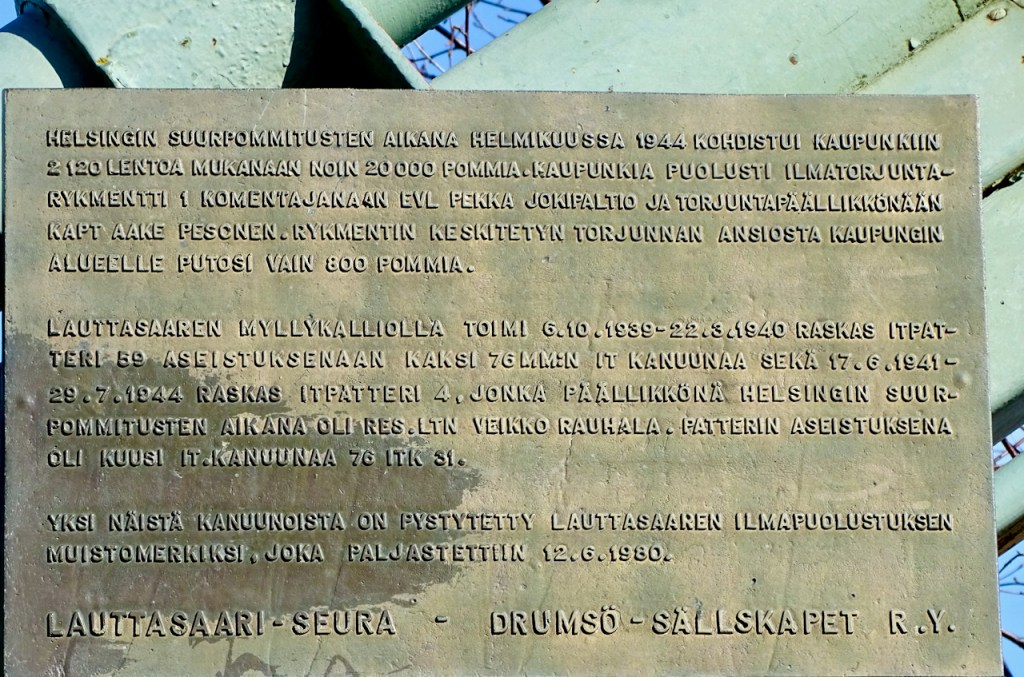 HELSINGIN SUURPOMMITUSTEN AIKANA HELMIKUUSSA 1944 KOHDISTUI KAUPUNKIIN
2 120 LENTOA MUKANAAN NOIN 20 000 POMMIA. KAUPUNKIA PUOLUSTI ILMATORJUNTA-
RYKMENTTI 1 KOMENTAJANAAN EVL PEKKA JOKIPALTIO JA TORJUNTAPÄÄLLIKKÖNÄÄN
KAPT AAKE PESONEN. RYKMENTIN KESKITETYN TORJUNNAN ANSIOSTA KAUPUNGIN
ALUEELLE PUTOSI VAIN 800 POMMIA.
LAUTTASAAREN MYLLYKALLIOLLA TOIMI 6.10.1939-22.3.1940 RASKAS ITPAT-
TERI 59 ASEISTUKSENAAN KAKSI 76 MM:N IT KANUUNAA SEKÄ 17.6.1941-
29.7.1944 RASKAS ITPATTERI 4, JONKA PÄÄLLIKKÖNÄ HELSINGIN SUUR-
POMMITUSTEN AIKANA OLI RES.LTN VEIKKO RAUHALA. PATTERIN ASEISTUKSENA
OLI KUUSI IT.KANUUNAA 76 ITK 31.
YKSI NÄISTÄ KANUUNOISTA ON PYSTYTETTY LAUTTASAAREN ILMAPUOLUSTUKSEN
MUISTOMERKIKSI, JOKA PALJASTETTIIN 12.6.1980.
LAUTTASAARI-SEURA - DRUMSÖ-SÄLLSKAPET R.Y.